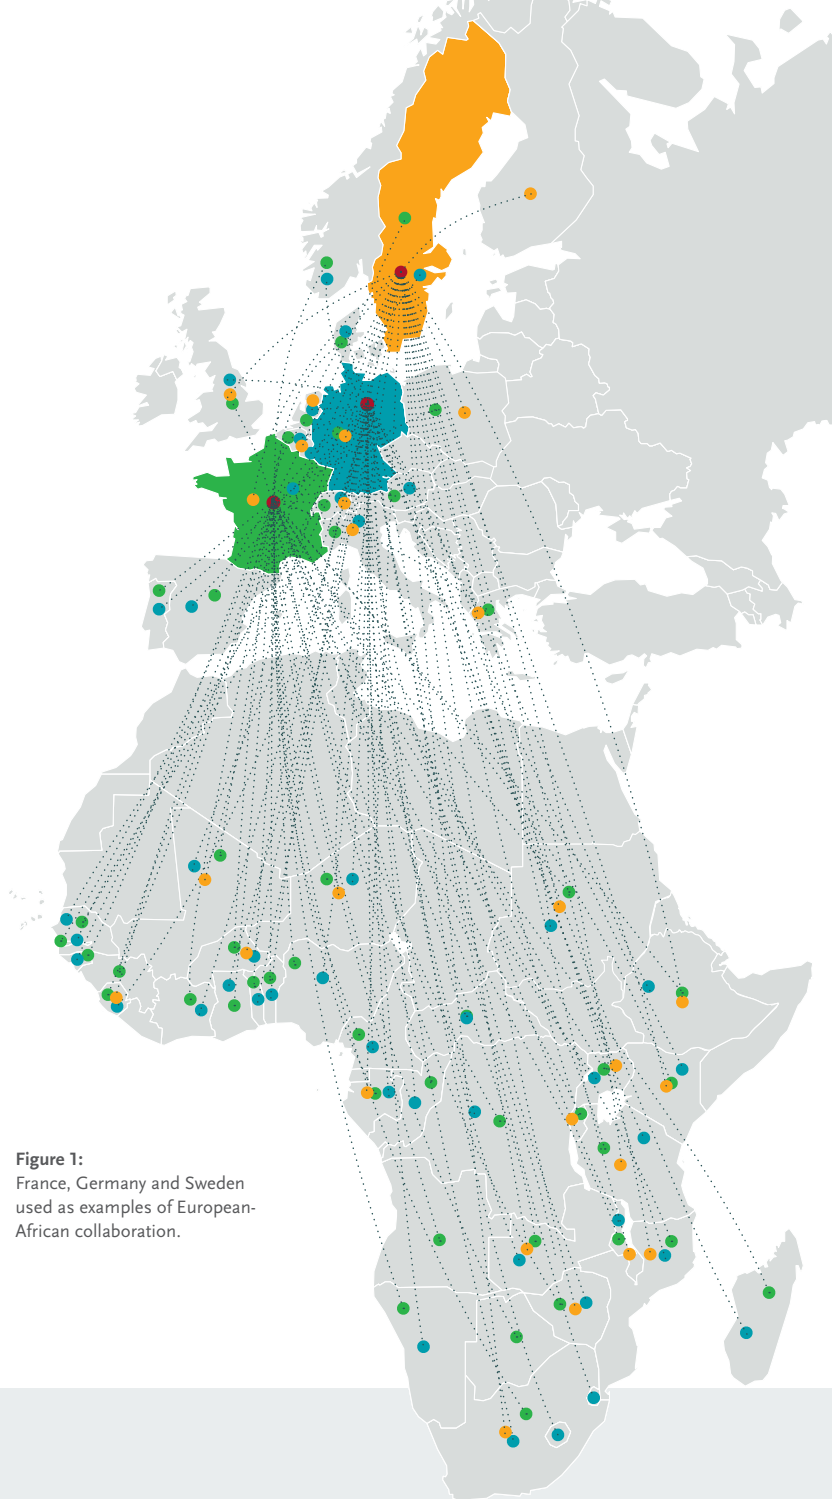 Figure 1:
France, Germany and Sweden
used as examples of European-
African collaboration.